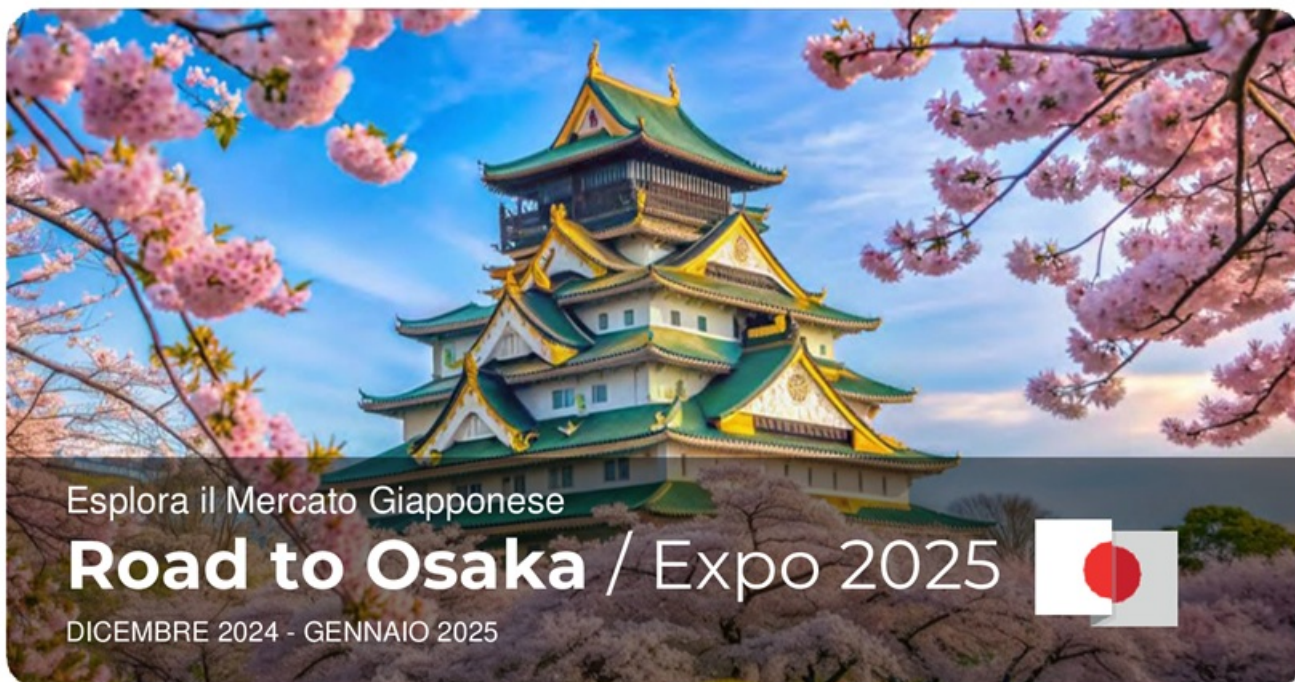 Esplora il Mercato Giapponese
Road to Osaka / Expo 2025
DICEMBRE 2024 - GENNAIO 2025